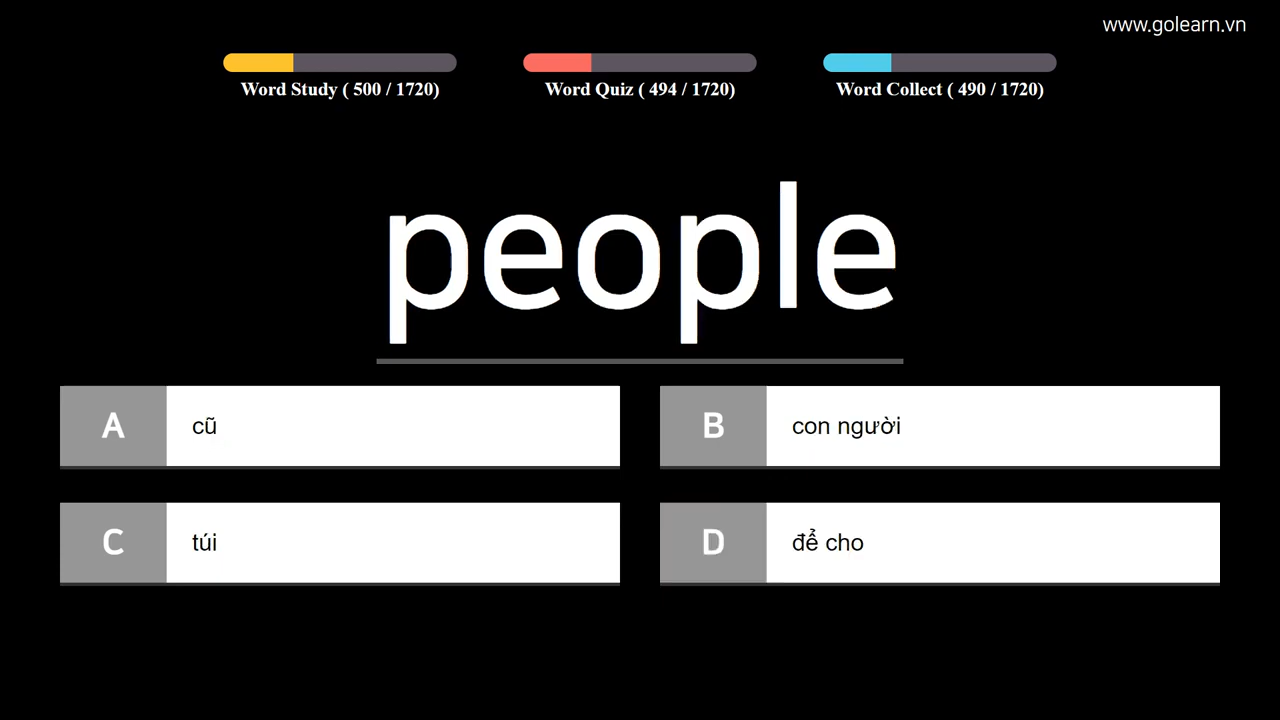 www.golearn.vn
Word Study ( 500 / 1720)
Word Quiz ( 494 / 1720)
Word Collect ( 490 / 1720)
people
A cũ
B con người
C túi
D để cho